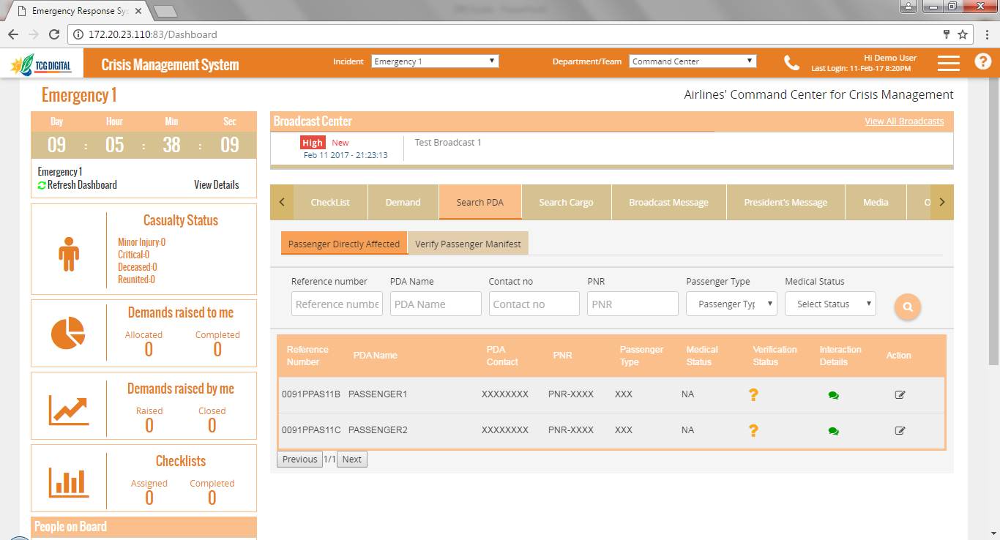 Emergency Response Sys
172.20.23.110:83/Dashboard
TCG DIGITAL
Crisis Management System
Incident
Emergency 1
Department/Team
Command Center
Hi Demo User
Last Login: 11-Feb-17 8:20PM
?
Emergency 1
Airlines' Command Center for Crisis Management
Day Hour Min Sec
09 : 05 : 38 : 09
Emergency 1
Refresh Dashboard
View Details
Casualty Status
Minor Injury:0
Critical:0
Deceased:0
Reunited:0
Demands raised to me
Allocated Completed
0 0
Demands raised by me
Raised Closed
0 0
Checklists
Assigned Completed
0 0
People on Board
Broadcast Center
View All Broadcasts
High New
Feb 11 2017 - 21:23:13
Test Broadcast 1
CheckList Demand Search PDA Search Cargo Broadcast Message President's Message Media O
Passenger Directly Affected Verify Passenger Manifest
Reference number PDA Name Contact no PNR Passenger Type Medical Status
Reference numbe PDA Name Contact no PNR Passenger Typ Select Status
Reference Number PDA Name PDA Contact PNR Passenger Type Medical Status Verification Status Interaction Details Action
0091PPAS11B PASSENGER1 XXXXXXXX PNR-XXXX XXX NA ?
0091PPAS11C PASSENGER2 XXXXXXXX PNR-XXXX XXX NA ?
Previous 1/1 Next